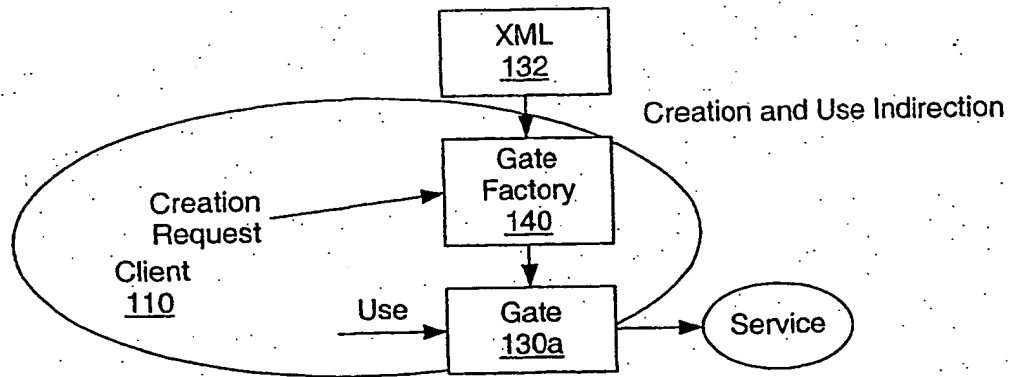 XML
132
Creation and Use Indirection
Gate
Factory
140
Creation
Request
Client
110
Use
Gate
130a
Service